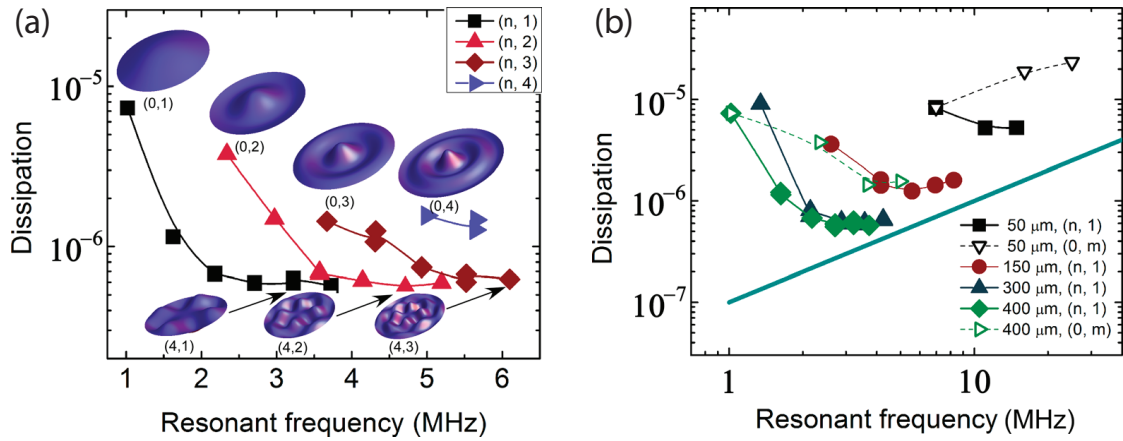 (a)
(n, 1)
(n, 2)
(n, 3)
(n, 4)
10⁻⁵
10⁻⁶
Dissipation
(0,1)
(0,2)
(0,3)
(0,4)
(4,1)
(4,2)
(4,3)
1 2 3 4 5 6
Resonant frequency (MHz)
(b)
10⁻⁵
10⁻⁶
10⁻⁷
Dissipation
50 μm, (n, 1)
50 μm, (0, m)
150 μm, (n, 1)
300 μm, (n, 1)
400 μm, (n, 1)
400 μm, (0, m)
1 10
Resonant frequency (MHz)